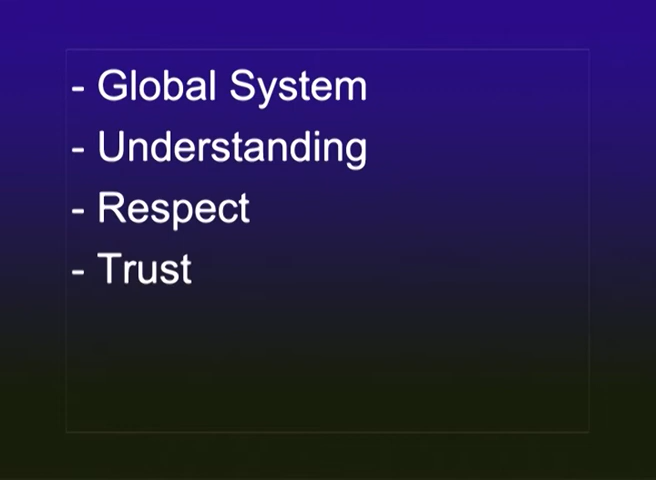 - Global System
- Understanding
- Respect
- Trust